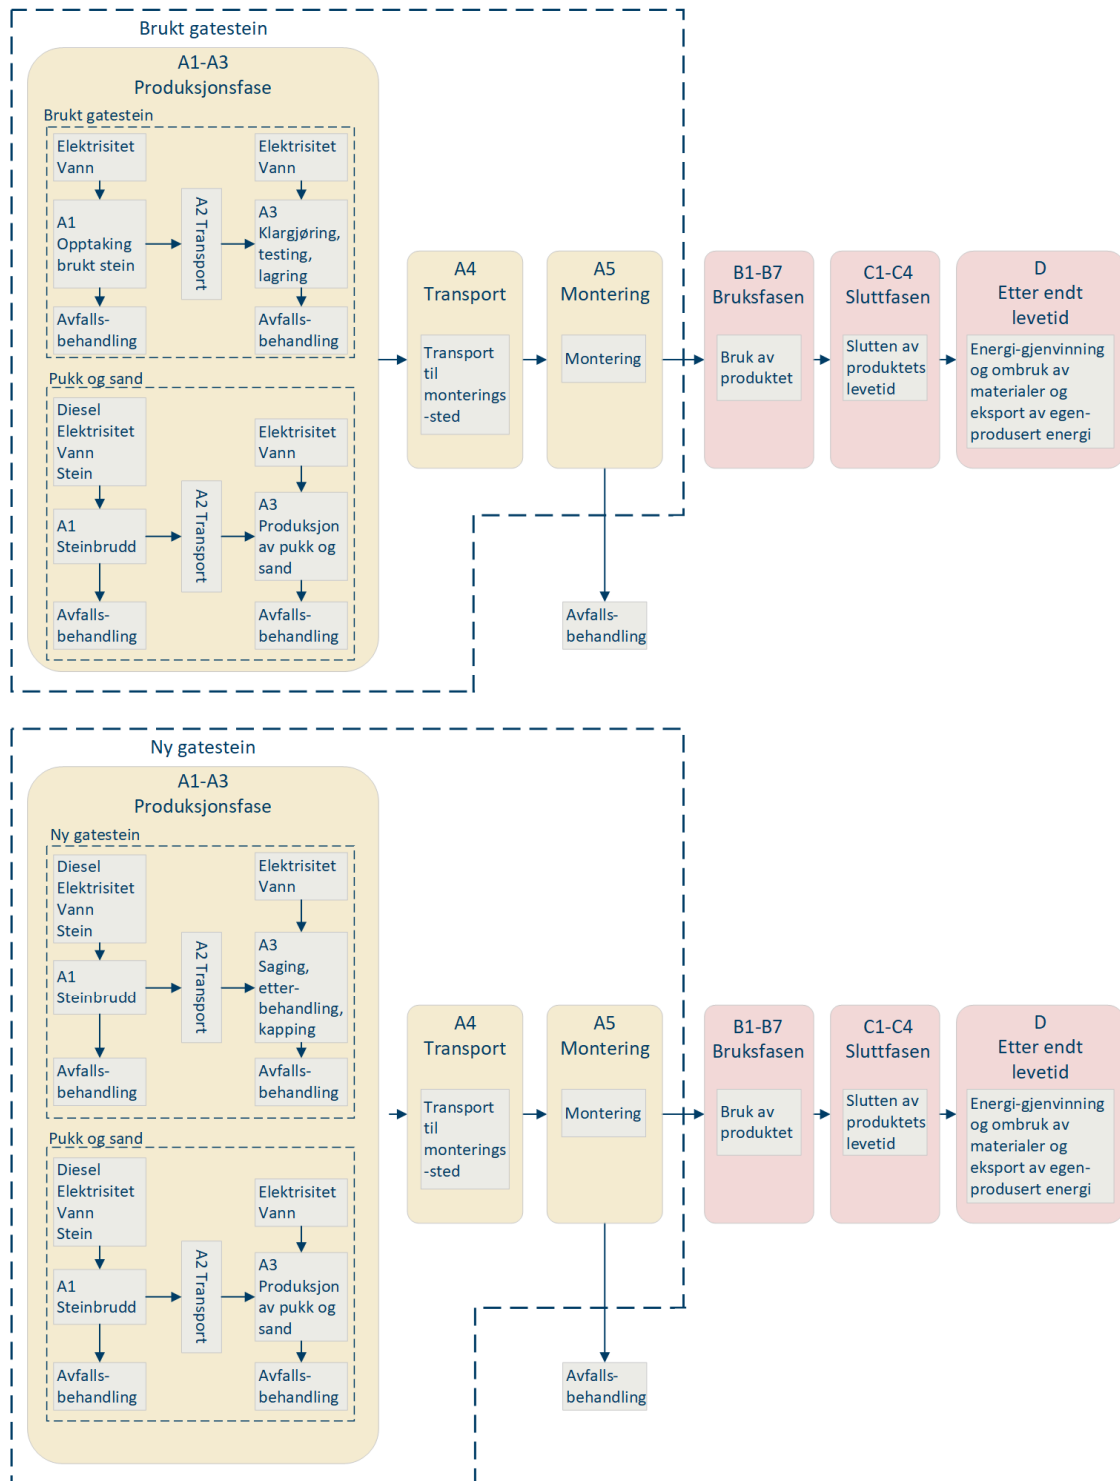 Brukt gatestein
A1-A3
Produksjonsfase
Brukt gatestein
Elektrisitet
Vann
Elektrisitet
Vann
A1
Opptaking
brukt stein
A2 Transport
A3
Klargjøring,
testing,
lagring
Avfalls-
behandling
Avfalls-
behandling
Pukk og sand
Diesel
Elektrisitet
Vann
Stein
Elektrisitet
Vann
A1
Steinbrudd
A2 Transport
A3
Produksjon
av pukk og
sand
Avfalls-
behandling
Avfalls-
behandling
A4
Transport
Transport
til
monterings
-sted
A5
Montering
Montering
Avfalls-
behandling
B1-B7
Bruksfasen
Bruk av
produktet
C1-C4
Sluttfasen
Slutten av
produktets
levetid
D
Etter endt
levetid
Energi-gjenvinning
og ombruk av
materialer og
eksport av egen-
produsert energi
Ny gatestein
A1-A3
Produksjonsfase
Ny gatestein
Diesel
Elektrisitet
Vann
Stein
Elektrisitet
Vann
A1
Steinbrudd
A2 Transport
A3
Saging,
etter-
behandling,
kapping
Avfalls-
behandling
Avfalls-
behandling
Pukk og sand
Diesel
Elektrisitet
Vann
Stein
Elektrisitet
Vann
A1
Steinbrudd
A2 Transport
A3
Produksjon
av pukk og
sand
Avfalls-
behandling
Avfalls-
behandling
A4
Transport
Transport
til
monterings
-sted
A5
Montering
Montering
Avfalls-
behandling
B1-B7
Bruksfasen
Bruk av
produktet
C1-C4
Sluttfasen
Slutten av
produktets
levetid
D
Etter endt
levetid
Energi-gjenvinning
og ombruk av
materialer og
eksport av egen-
produsert energi